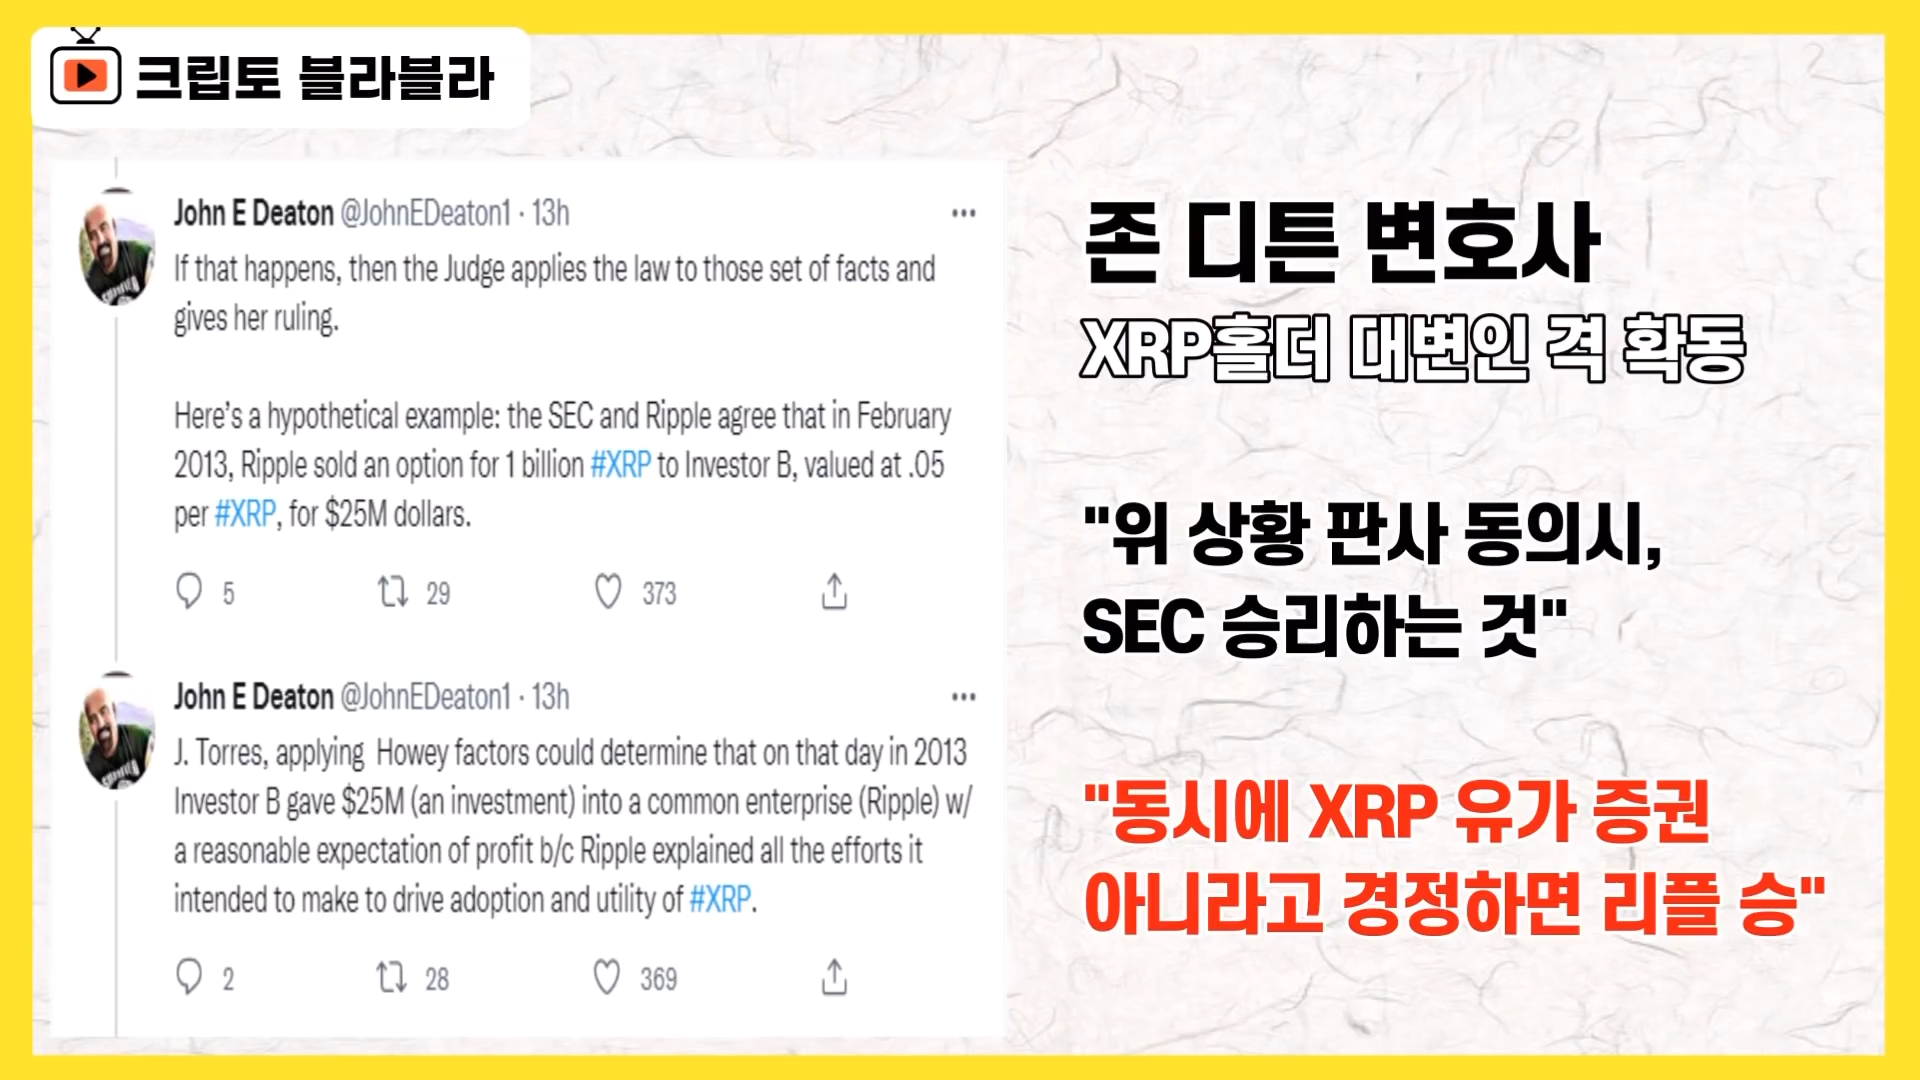 크립토 블라블라
John E Deaton @JohnEDeaton1 · 13h
If that happens, then the Judge applies the law to those set of facts and
gives her ruling.
Here's a hypothetical example: the SEC and Ripple agree that in February
2013, Ripple sold an option for 1 billion #XRP to Investor B, valued at .05
per #XRP, for $25M dollars.
5 29 373
John E Deaton @JohnEDeaton1 · 13h
J. Torres, applying Howey factors could determine that on that day in 2013
Investor B gave $25M (an investment) into a common enterprise (Ripple) w/
a reasonable expectation of profit b/c Ripple explained all the efforts it
intended to make to drive adoption and utility of #XRP.
2 28 369
존 디튼 변호사
XRP홀더 대변인 격 확동
"위 상황 판사 동의시,
SEC 승리하는 것"
"동시에 XRP 유가 증권
아니라고 경정하면 리플 승"